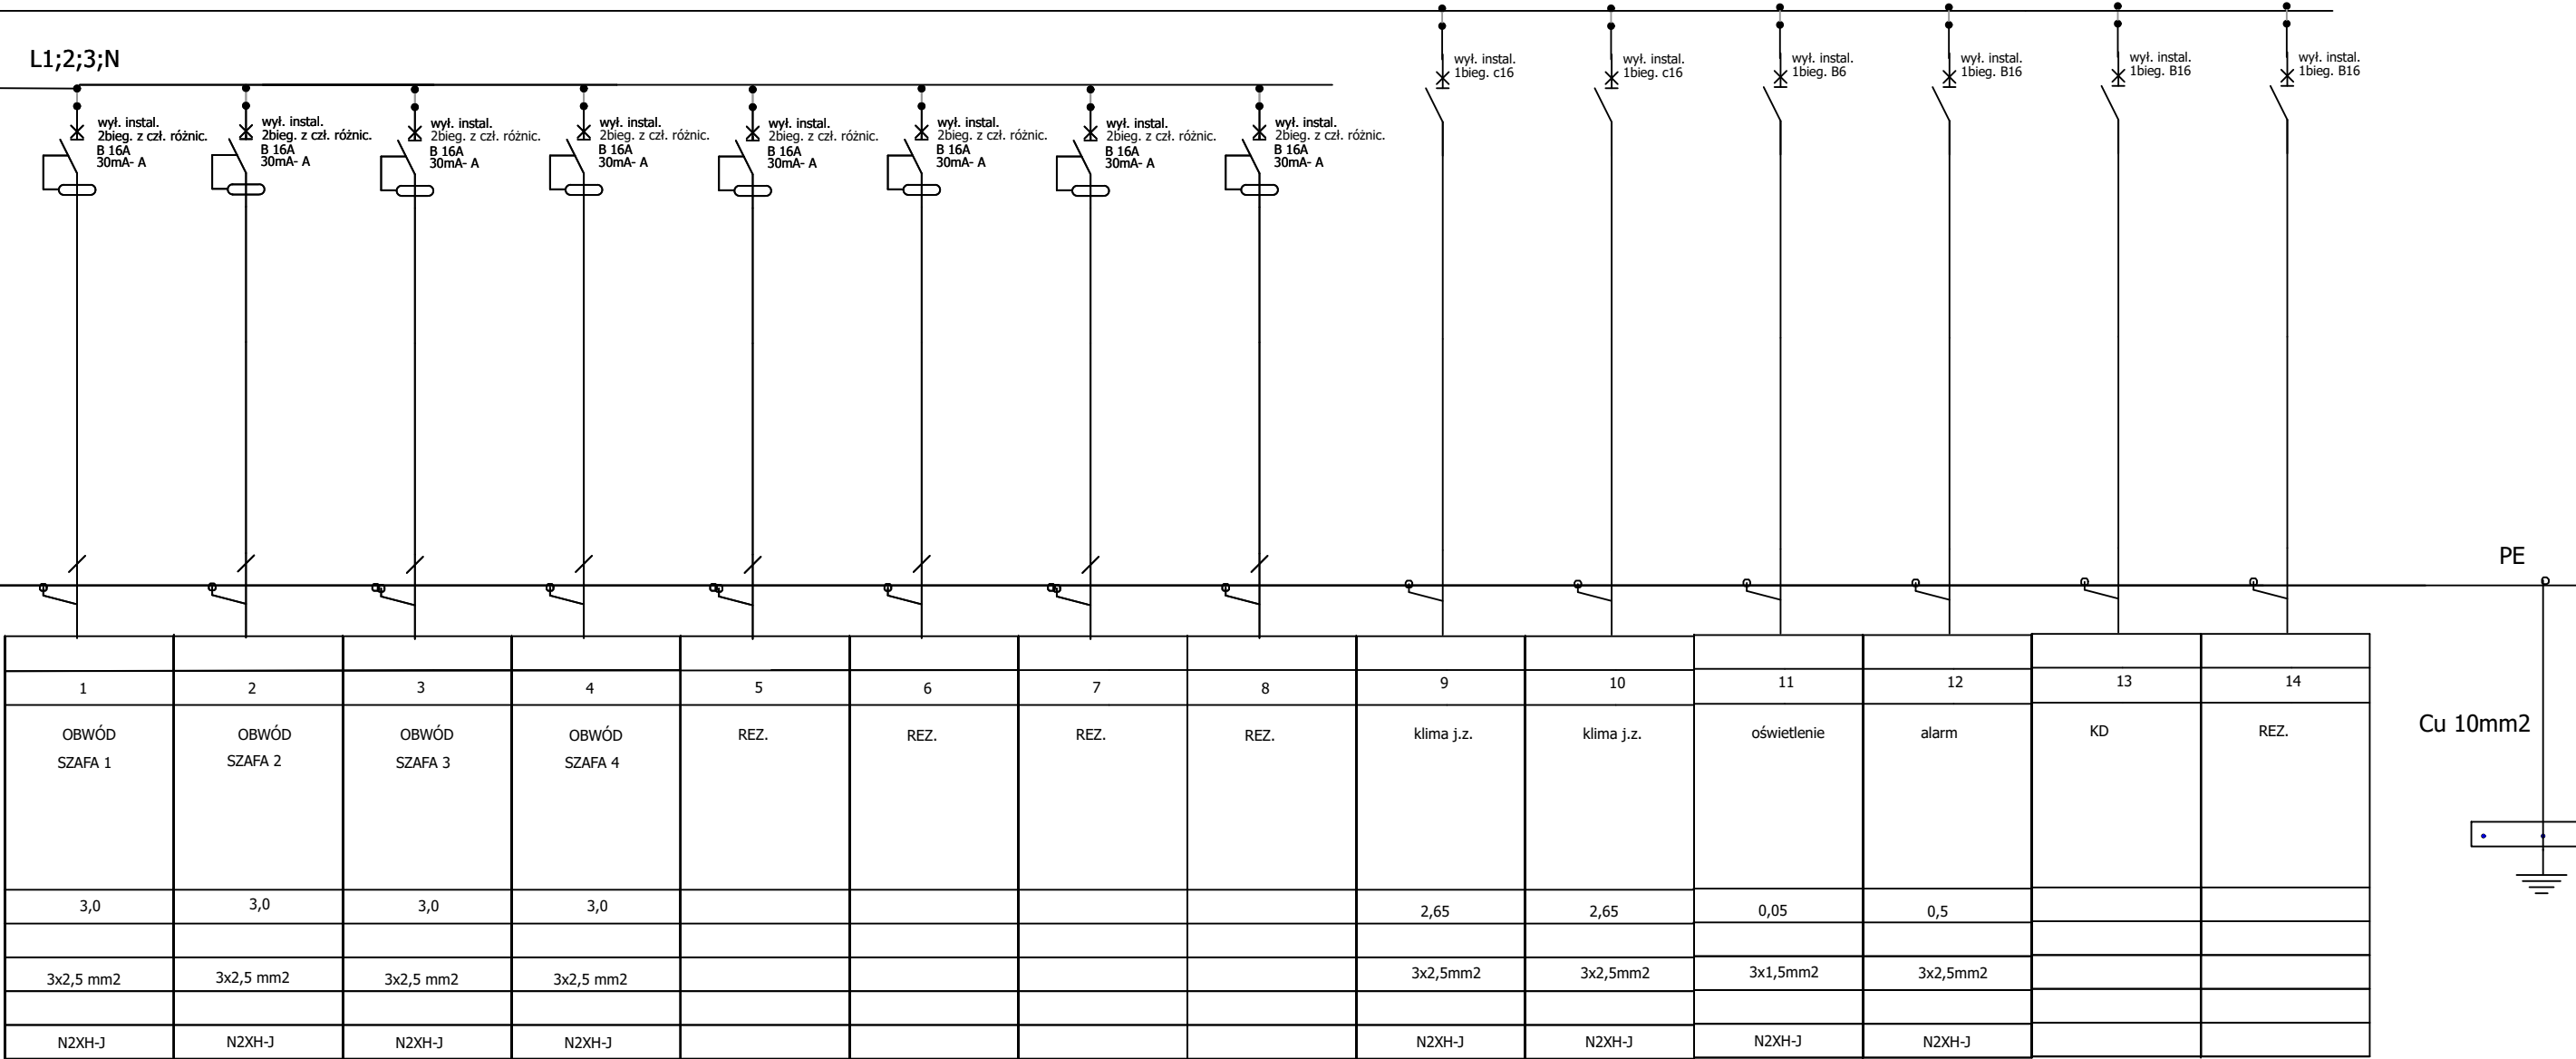 L1;2;3;N
wył. instal.
2bieg. z czł. różnic.
B 16A
30mA- A
wył. instal.
2bieg. z czł. różnic.
B 16A
30mA- A
wył. instal.
2bieg. z czł. różnic.
B 16A
30mA- A
wył. instal.
2bieg. z czł. różnic.
B 16A
30mA- A
wył. instal.
2bieg. z czł. różnic.
B 16A
30mA- A
wył. instal.
2bieg. z czł. różnic.
B 16A
30mA- A
wył. instal.
2bieg. z czł. różnic.
B 16A
30mA- A
wył. instal.
2bieg. z czł. różnic.
B 16A
30mA- A
wył. instal.
1bieg. c16
wył. instal.
1bieg. c16
wył. instal.
1bieg. B6
wył. instal.
1bieg. B16
wył. instal.
1bieg. B16
wył. instal.
1bieg. B16
PE
1 2 3 4 5 6 7 8 9 10 11 12 13 14
OBWÓD OBWÓD OBWÓD OBWÓD REZ. REZ. REZ. REZ. klima j.z. klima j.z. oświetlenie alarm KD REZ.
SZAFA 1 SZAFA 2 SZAFA 3 SZAFA 4
Cu 10mm2
3,0 3,0 3,0 3,0 2,65 2,65 0,05 0,5
3x2,5 mm2 3x2,5 mm2 3x2,5 mm2 3x2,5 mm2 3x2,5mm2 3x2,5mm2 3x1,5mm2 3x2,5mm2
N2XH-J N2XH-J N2XH-J N2XH-J N2XH-J N2XH-J N2XH-J N2XH-J